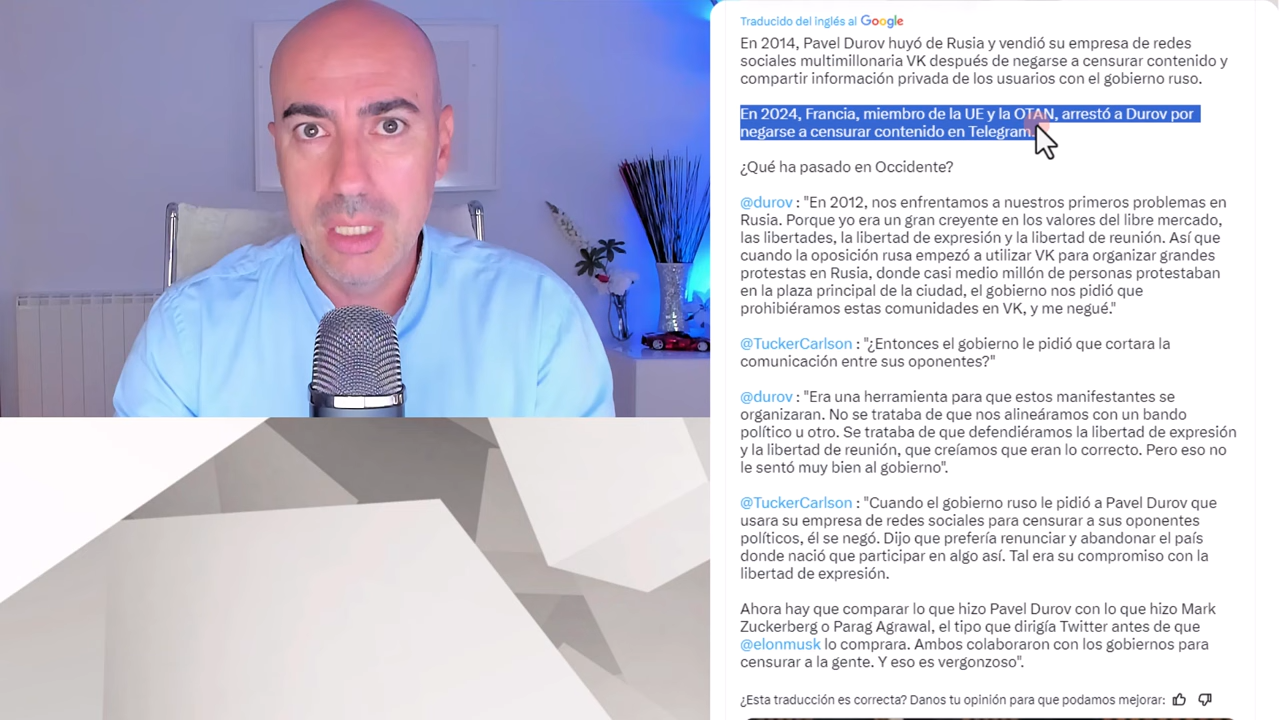 Traducido del inglés al Google
En 2014, Pavel Durov huyó de Rusia y vendió su empresa de redes
sociales multimillonaria VK después de negarse a censurar contenido y
compartir información privada de los usuarios con el gobierno ruso.
En 2024, Francia, miembro de la UE y la OTAN, arrestó a Durov por
negarse a censurar contenido en Telegram.
¿Qué ha pasado en Occidente?
@durov : "En 2012, nos enfrentamos a nuestros primeros problemas en
Rusia. Porque yo era un gran creyente en los valores del libre mercado,
las libertades, la libertad de expresión y la libertad de reunión. Así que
cuando la oposición rusa empezó a utilizar VK para organizar grandes
protestas en Rusia, donde casi medio millón de personas protestaban
en la plaza principal de la ciudad, el gobierno nos pidió que
prohibiéramos estas comunidades en VK, y me negué."
@TuckerCarlson : "¿Entonces el gobierno le pidió que cortara la
comunicación entre sus oponentes?"
@durov : "Era una herramienta para que estos manifestantes se
organizaran. No se trataba de que nos alineáramos con un bando
político u otro. Se trataba de que defendiéramos la libertad de expresión
y la libertad de reunión, que creíamos que eran lo correcto. Pero eso no
le sentó muy bien al gobierno".
@TuckerCarlson : "Cuando el gobierno ruso le pidió a Pavel Durov que
usara su empresa de redes sociales para censurar a sus oponentes
políticos, él se negó. Dijo que prefería renunciar y abandonar el país
donde nació que participar en algo así. Tal era su compromiso con la
libertad de expresión.
Ahora hay que comparar lo que hizo Pavel Durov con lo que hizo Mark
Zuckerberg o Parag Agrawal, el tipo que dirigía Twitter antes de que
@elonmusk lo comprara. Ambos colaboraron con los gobiernos para
censurar a la gente. Y eso es vergonzoso".
¿Esta traducción es correcta? Danos tu opinión para que podamos mejorar: